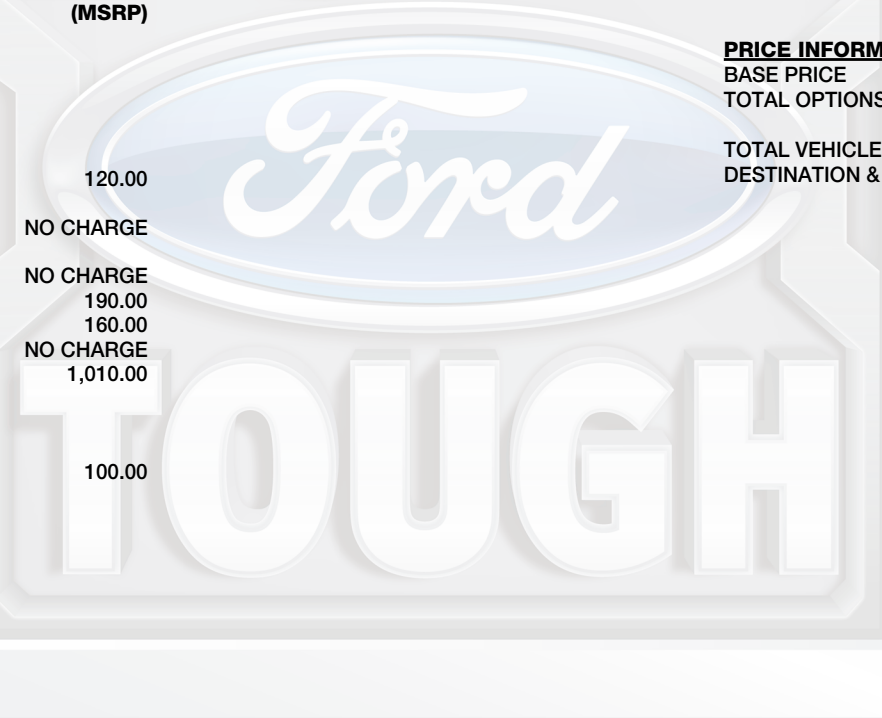 (MSRP)
120.00
NO CHARGE
NO CHARGE
190.00
160.00
NO CHARGE
1,010.00
100.00
PRICE INFORM
BASE PRICE
TOTAL OPTIONS
TOTAL VEHICLE
DESTINATION &
Ford
TOUGH